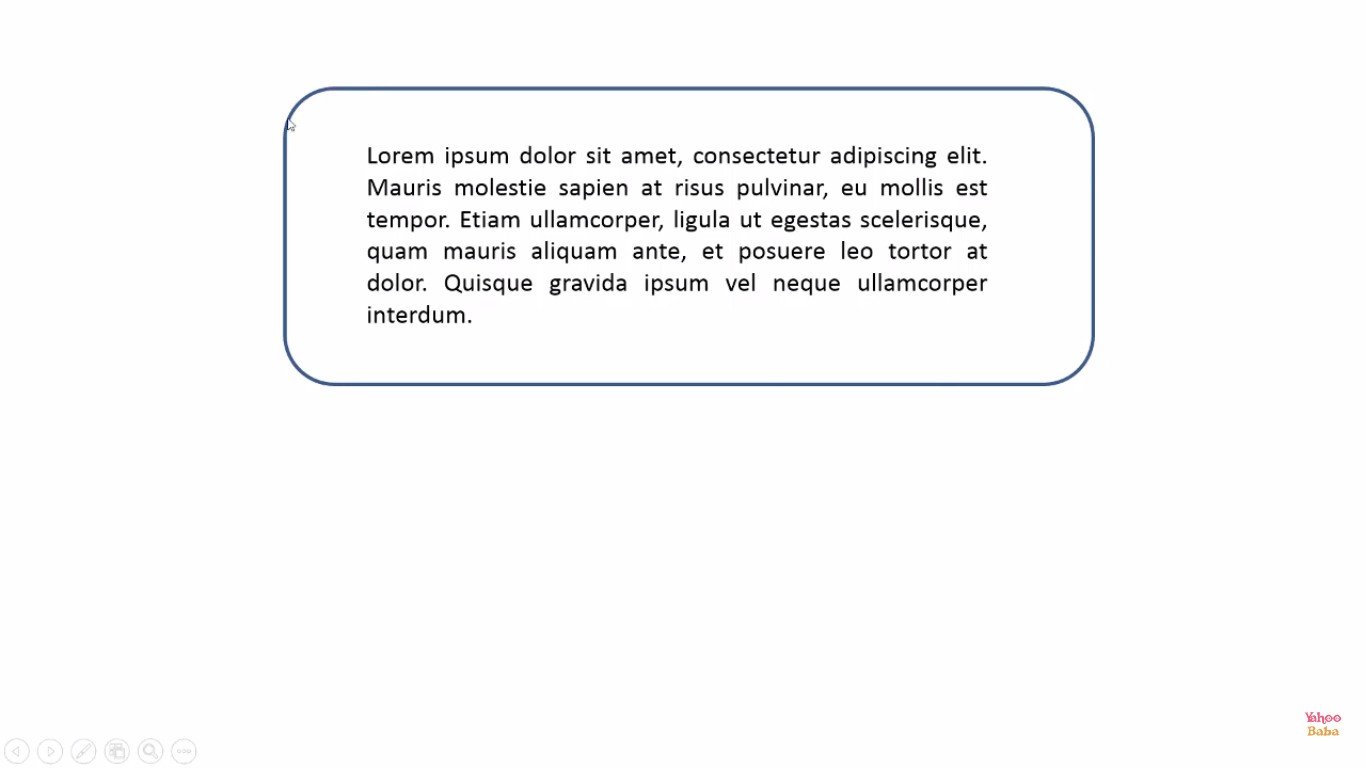 Lorem ipsum dolor sit amet, consectetur adipiscing elit.
Mauris molestie sapien at risus pulvinar, eu mollis est
tempor. Etiam ullamcorper, ligula ut egestas scelerisque,
quam mauris aliquam ante, et posuere leo tortor at
dolor. Quisque gravida ipsum vel neque ullamcorper
interdum.
Yahoo
Baba